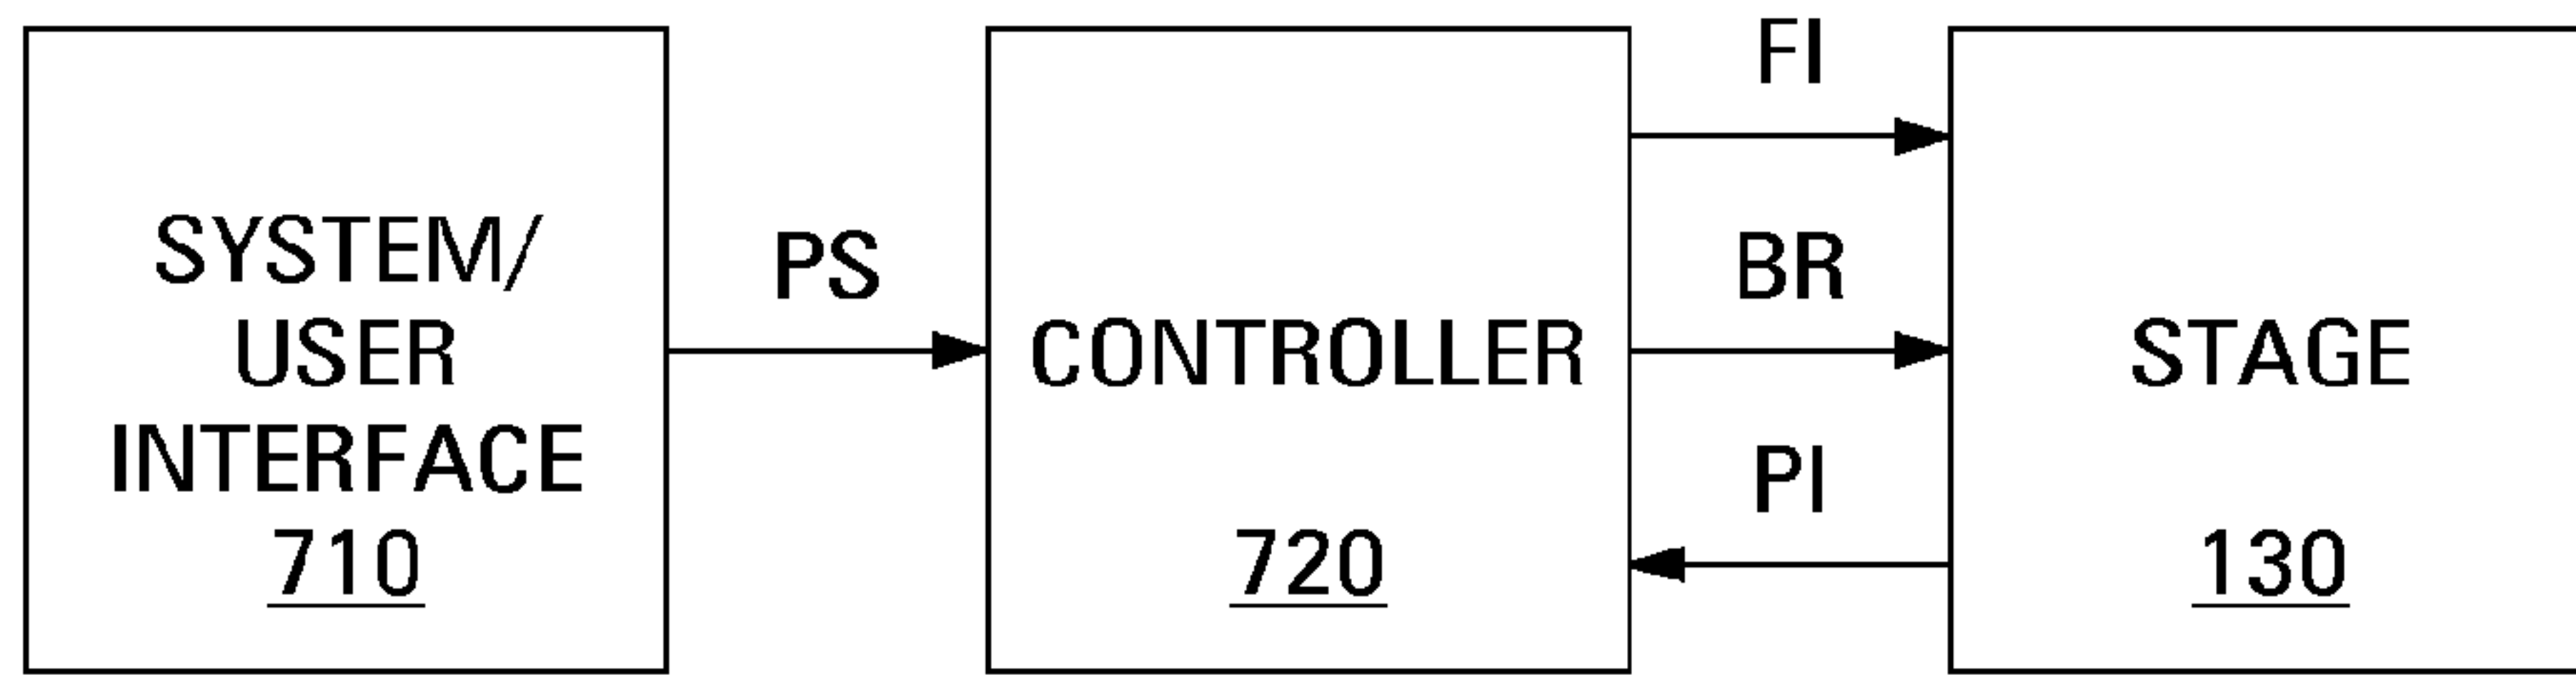 SYSTEM/
USER
INTERFACE
710
PS
CONTROLLER
720
FI
BR
PI
STAGE
130